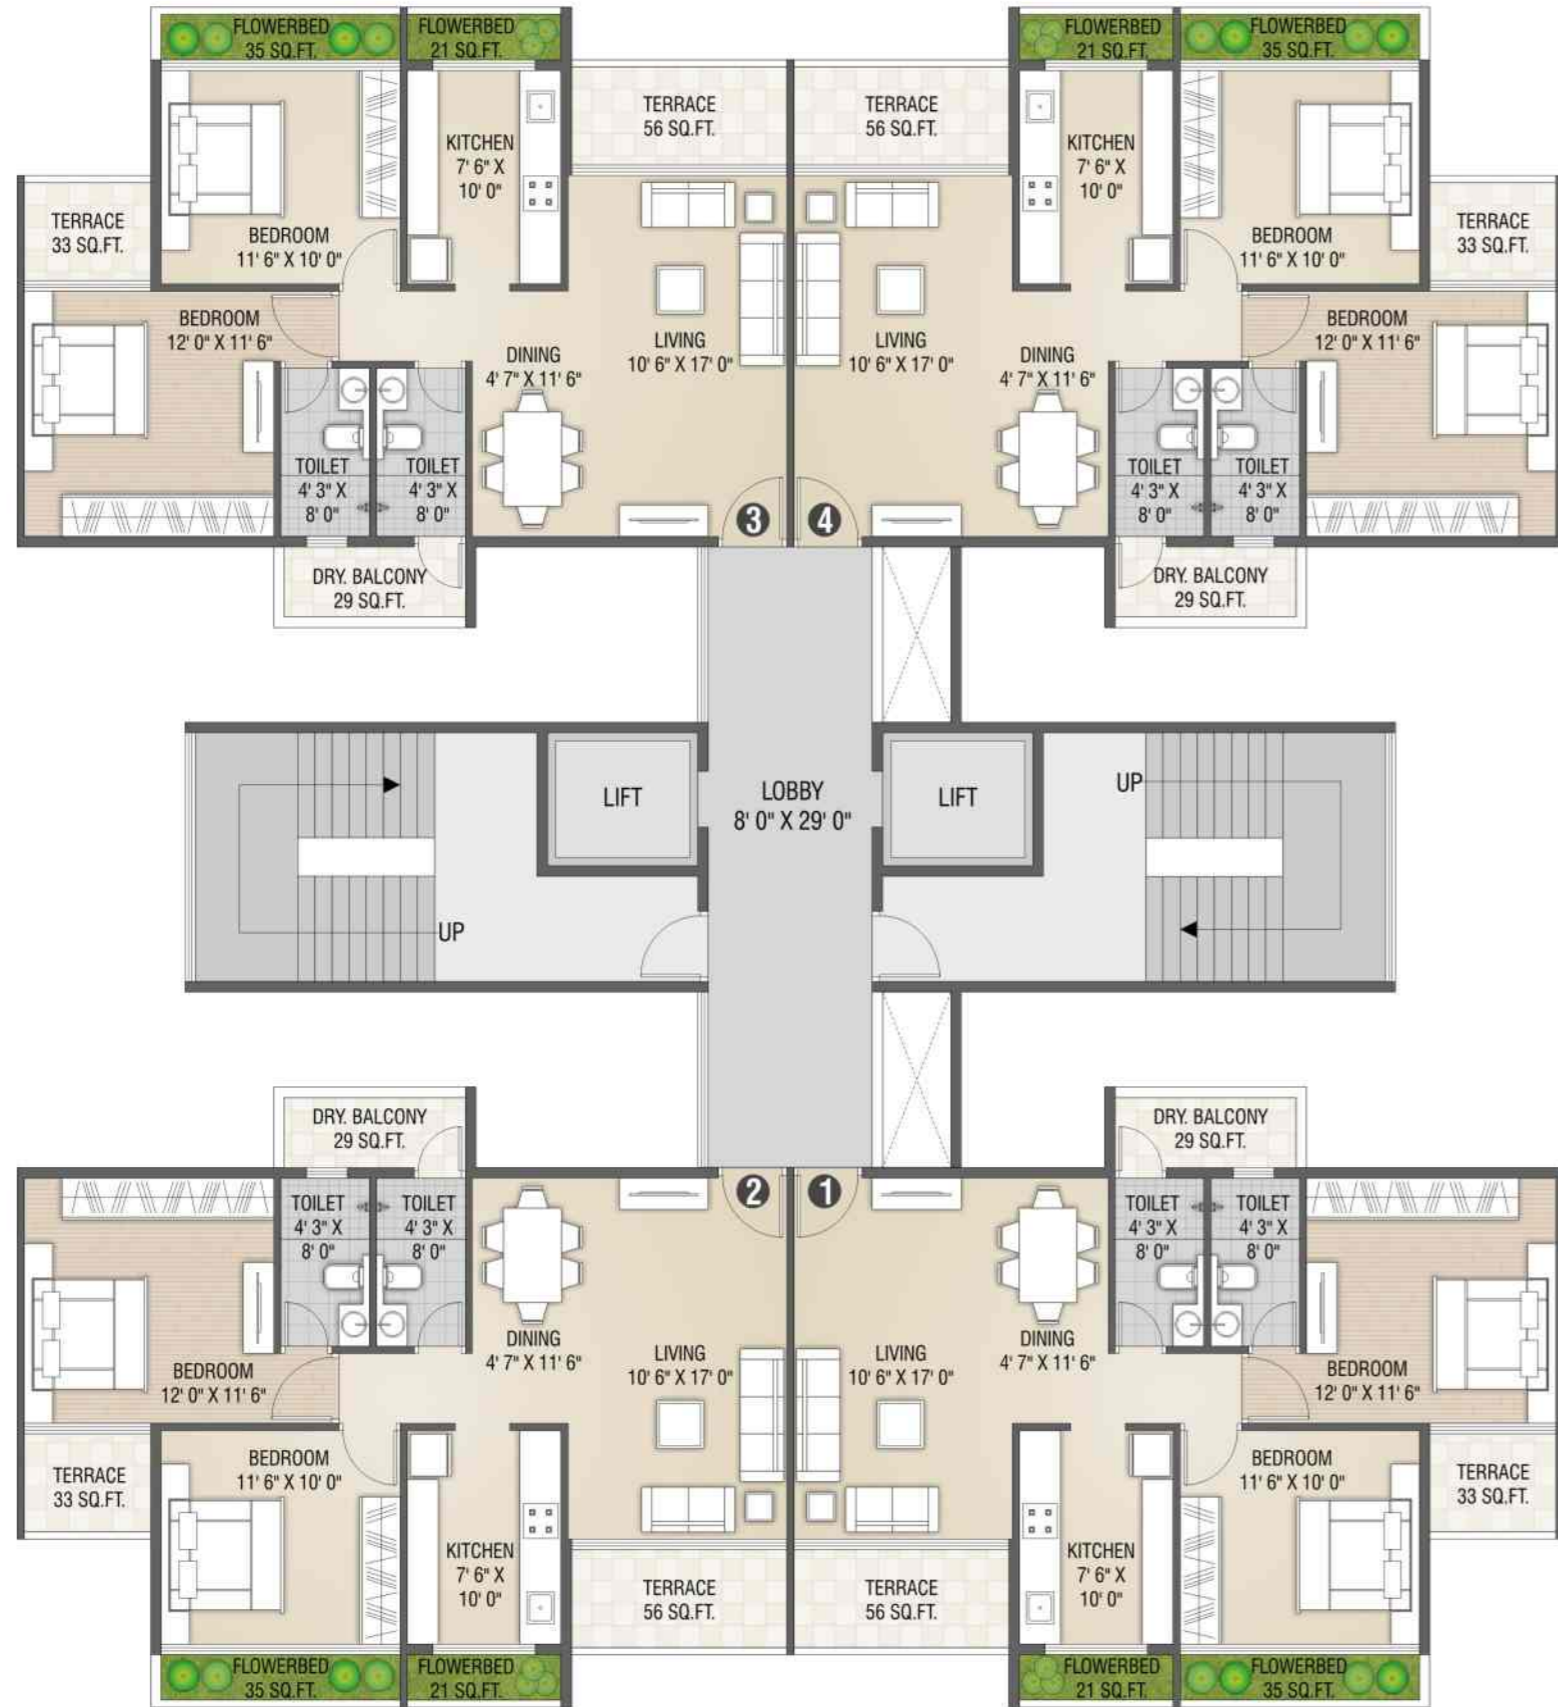 FLOWERBED
35 SQ.FT.
FLOWERBED
21 SQ.FT.
FLOWERBED
21 SQ.FT.
FLOWERBED
35 SQ.FT.
TERRACE
56 SQ.FT.
TERRACE
56 SQ.FT.
KITCHEN
7' 6" X
10' 0"
KITCHEN
7' 6" X
10' 0"
TERRACE
33 SQ.FT.
BEDROOM
11' 6" X 10' 0"
BEDROOM
11' 6" X 10' 0"
TERRACE
33 SQ.FT.
BEDROOM
12' 0" X 11' 6"
DINING
4' 7" X 11' 6"
LIVING
10' 6" X 17' 0"
LIVING
10' 6" X 17' 0"
DINING
4' 7" X 11' 6"
BEDROOM
12' 0" X 11' 6"
TOILET
4' 3" X
8' 0"
TOILET
4' 3" X
8' 0"
TOILET
4' 3" X
8' 0"
TOILET
4' 3" X
8' 0"
3
4
DRY. BALCONY
29 SQ.FT.
DRY. BALCONY
29 SQ.FT.
LIFT
LOBBY
8' 0" X 29' 0"
LIFT
UP
UP
DRY. BALCONY
29 SQ.FT.
DRY. BALCONY
29 SQ.FT.
2
1
TOILET
4' 3" X
8' 0"
TOILET
4' 3" X
8' 0"
TOILET
4' 3" X
8' 0"
TOILET
4' 3" X
8' 0"
BEDROOM
12' 0" X 11' 6"
DINING
4' 7" X 11' 6"
LIVING
10' 6" X 17' 0"
LIVING
10' 6" X 17' 0"
DINING
4' 7" X 11' 6"
BEDROOM
12' 0" X 11' 6"
TERRACE
33 SQ.FT.
BEDROOM
11' 6" X 10' 0"
BEDROOM
11' 6" X 10' 0"
TERRACE
33 SQ.FT.
KITCHEN
7' 6" X
10' 0"
TERRACE
56 SQ.FT.
TERRACE
56 SQ.FT.
KITCHEN
7' 6" X
10' 0"
FLOWERBED
35 SQ.FT.
FLOWERBED
21 SQ.FT.
FLOWERBED
21 SQ.FT.
FLOWERBED
35 SQ.FT.